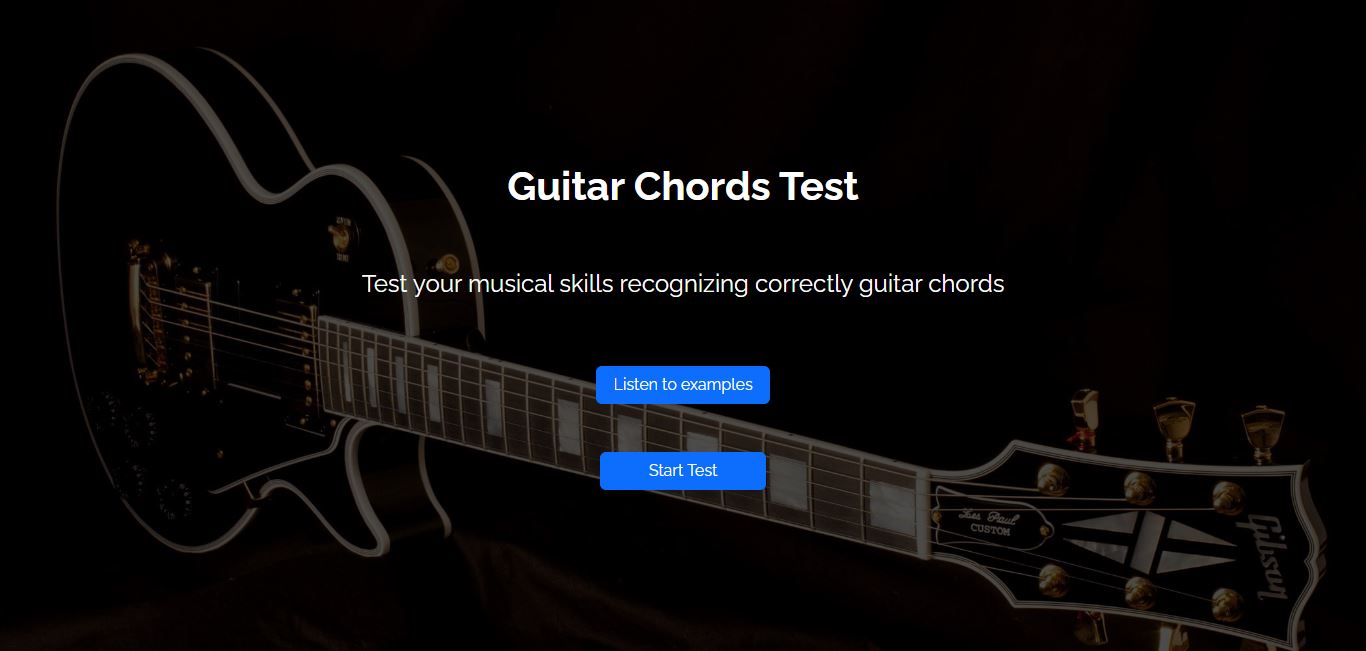 Guitar Chords Test
Test your musical skills recognizing correctly guitar chords
Listen to examples
Start Test
Les Paul
CUSTOM
Gibson